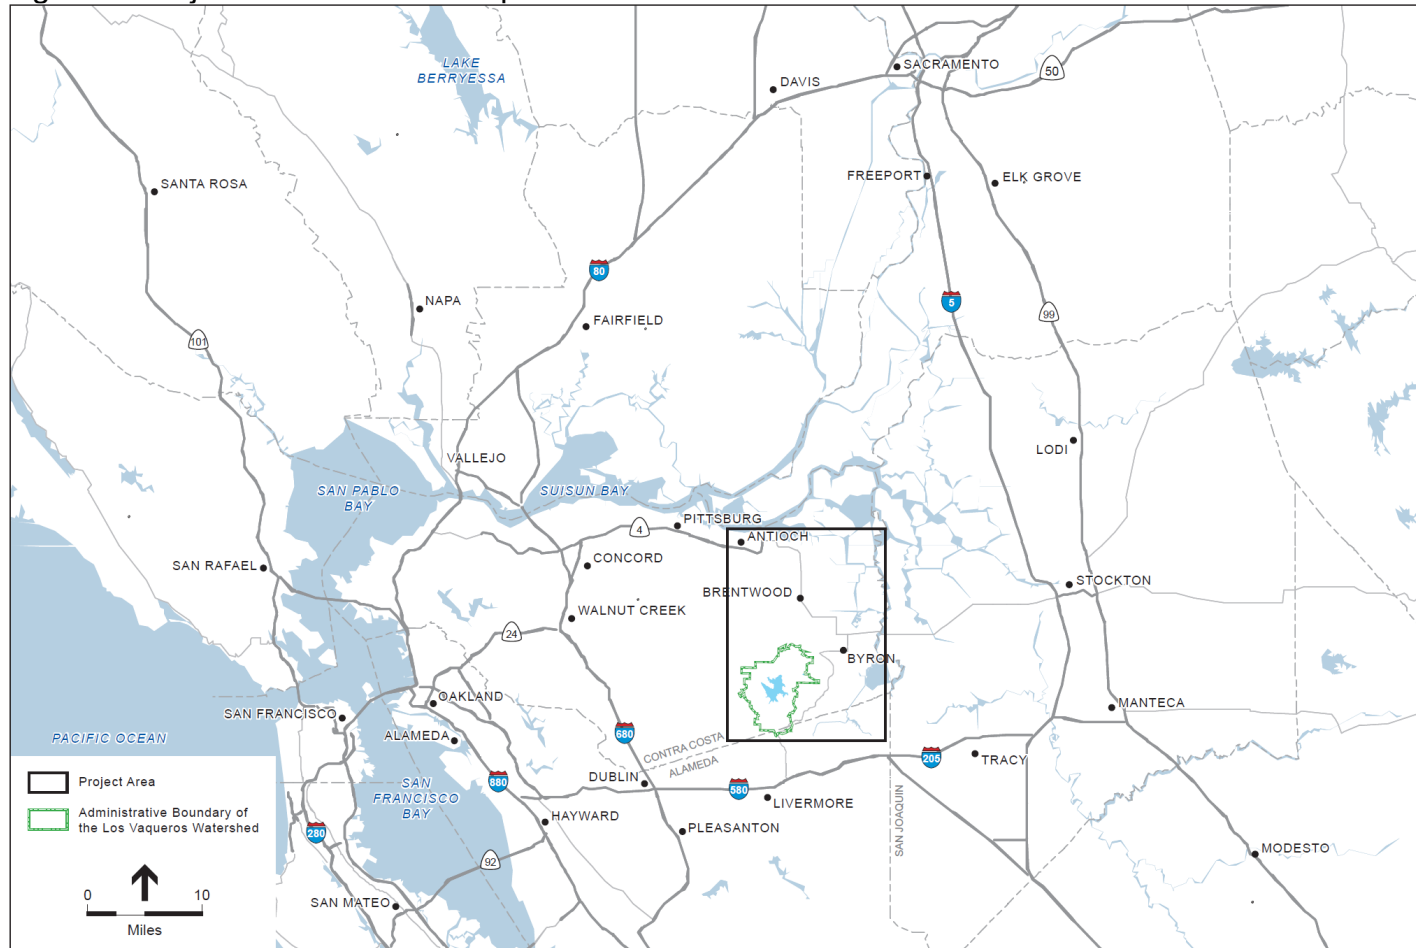 LAKE
BERRYESSA
DAVIS
SACRAMENTO
50
SANTA ROSA
FREEPORT
ELK GROVE
80
NAPA
5
99
FAIRFIELD
101
LODI
VALLEJO
SAN PABLO
BAY
SUISUN BAY
PITTSBURG
4
ANTIOCH
CONCORD
SAN RAFAEL
STOCKTON
BRENTWOOD
WALNUT CREEK
24
BYRON
OAKLAND
SAN FRANCISCO
MANTECA
ALAMEDA
680
PACIFIC OCEAN
CONTRA COSTA
ALAMEDA
205
TRACY
DUBLIN
880
580
SAN
FRANCISCO
BAY
LIVERMORE
SAN JOAQUIN
HAYWARD
PLEASANTON
280
92
MODESTO
SAN MATEO
Project Area
Administrative Boundary of
the Los Vaqueros Watershed
0 10
Miles